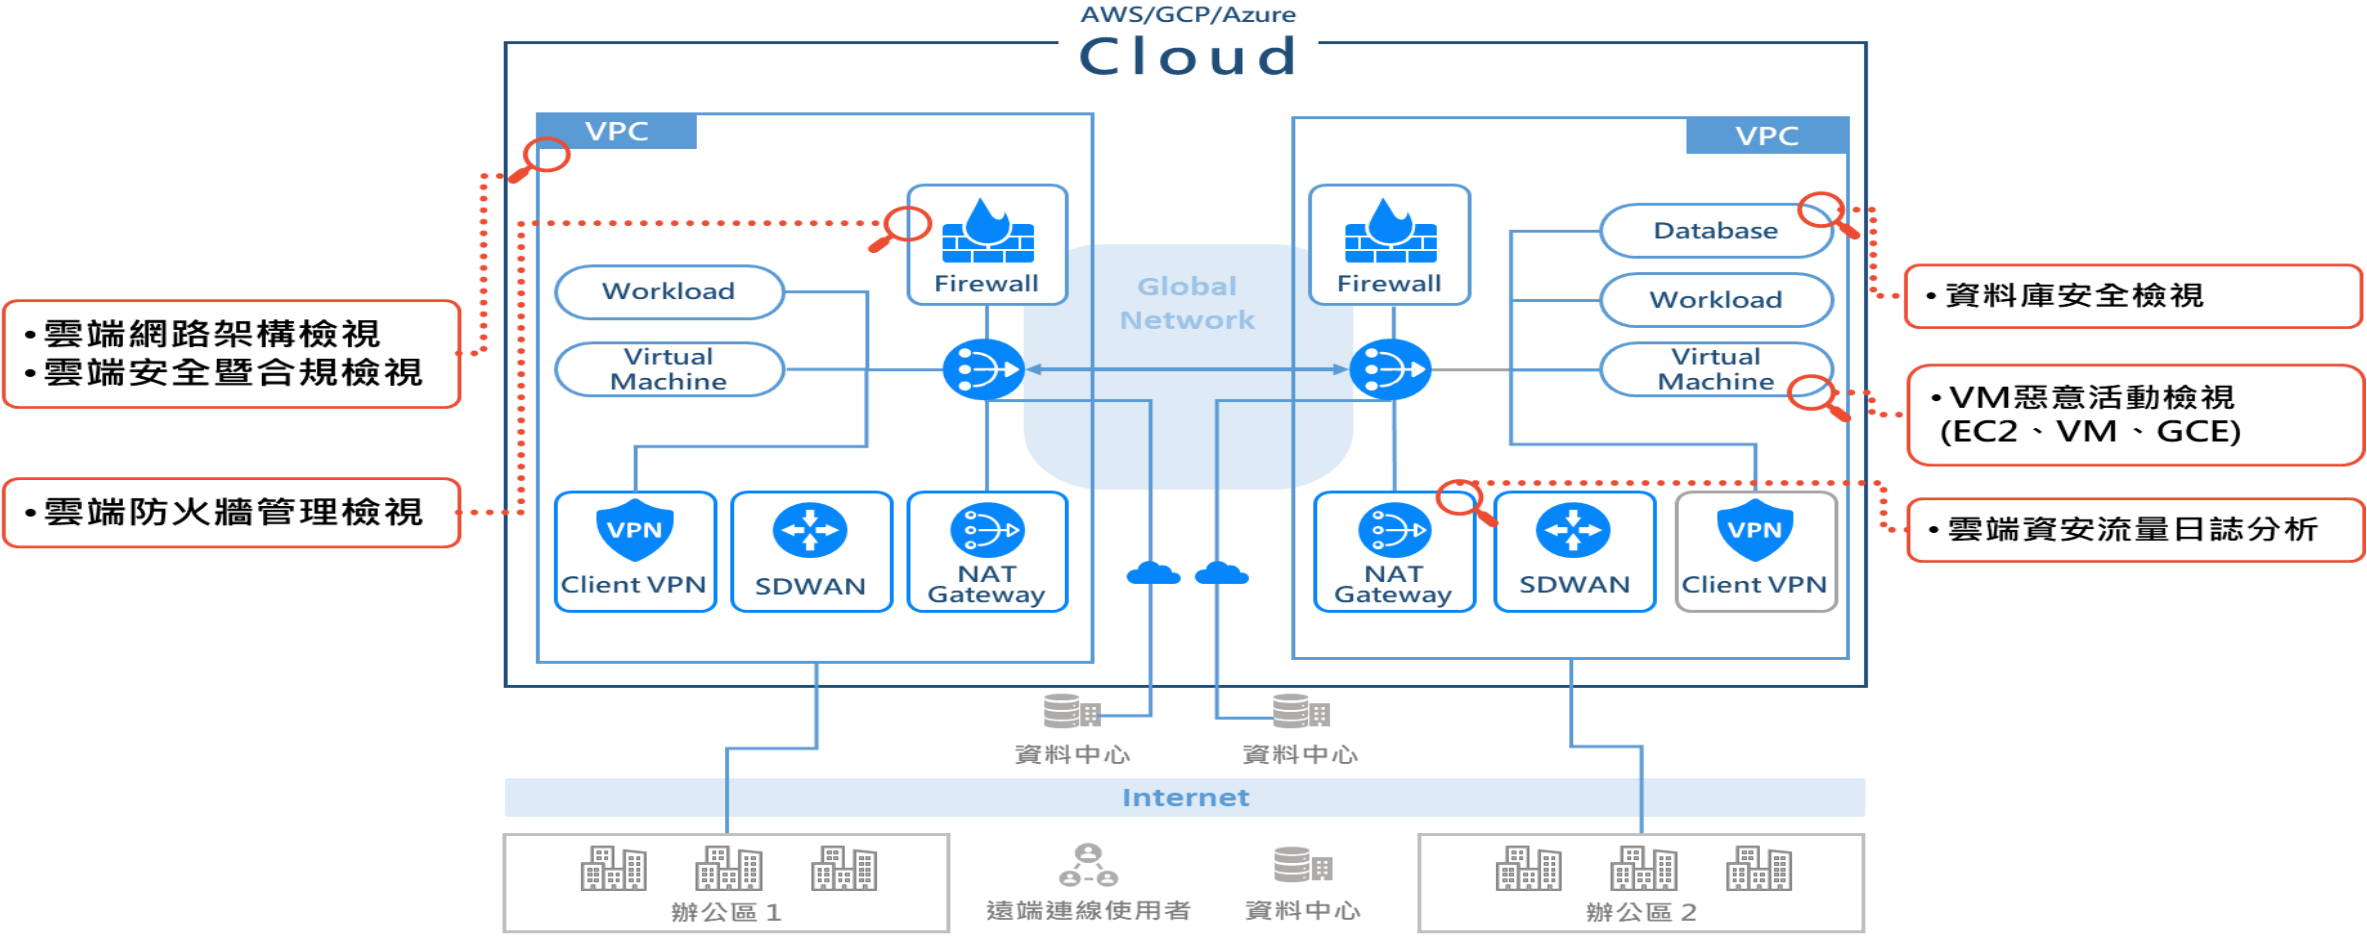 AWS/GCP/Azure
Cloud
VPC
Firewall
Workload
Virtual
Machine
VPN
Client VPN
SDWAN
NAT
Gateway
Global
Network
VPC
Firewall
Database
Workload
Virtual
Machine
NAT
Gateway
SDWAN
VPN
Client VPN
•雲端網路架構檢視
•雲端安全暨合規檢視
•雲端防火牆管理檢視
•資料庫安全檢視
•VM惡意活動檢視
(EC2、VM、GCE)
•雲端資安流量日誌分析
資料中心
資料中心
Internet
辦公區 1
遠端連線使用者
資料中心
辦公區 2